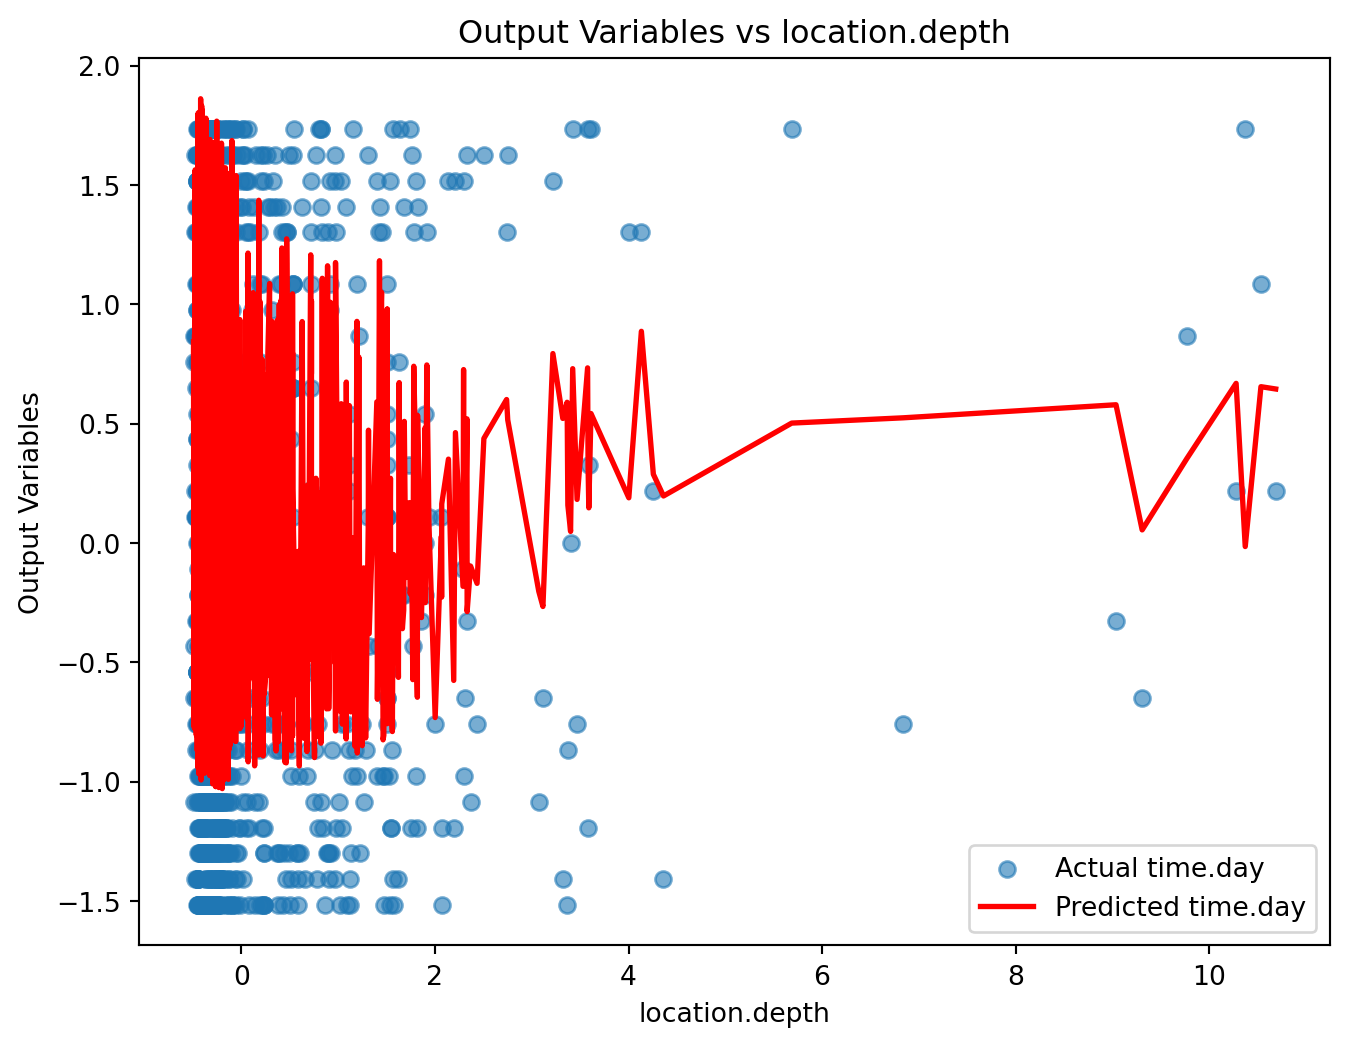 Output Variables vs location.depth
2.0
1.5
1.0
0.5
0.0
−0.5
−1.0
−1.5
Output Variables
0
2
4
6
8
10
location.depth
Actual time.day
Predicted time.day